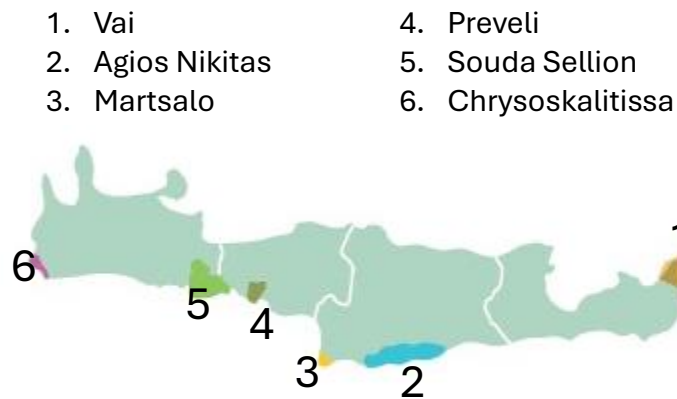 1. Vai
2. Agios Nikitas
3. Martsalo
4. Preveli
5. Souda Sellion
6. Chrysoskalitissa
1
6
5
4
3
2